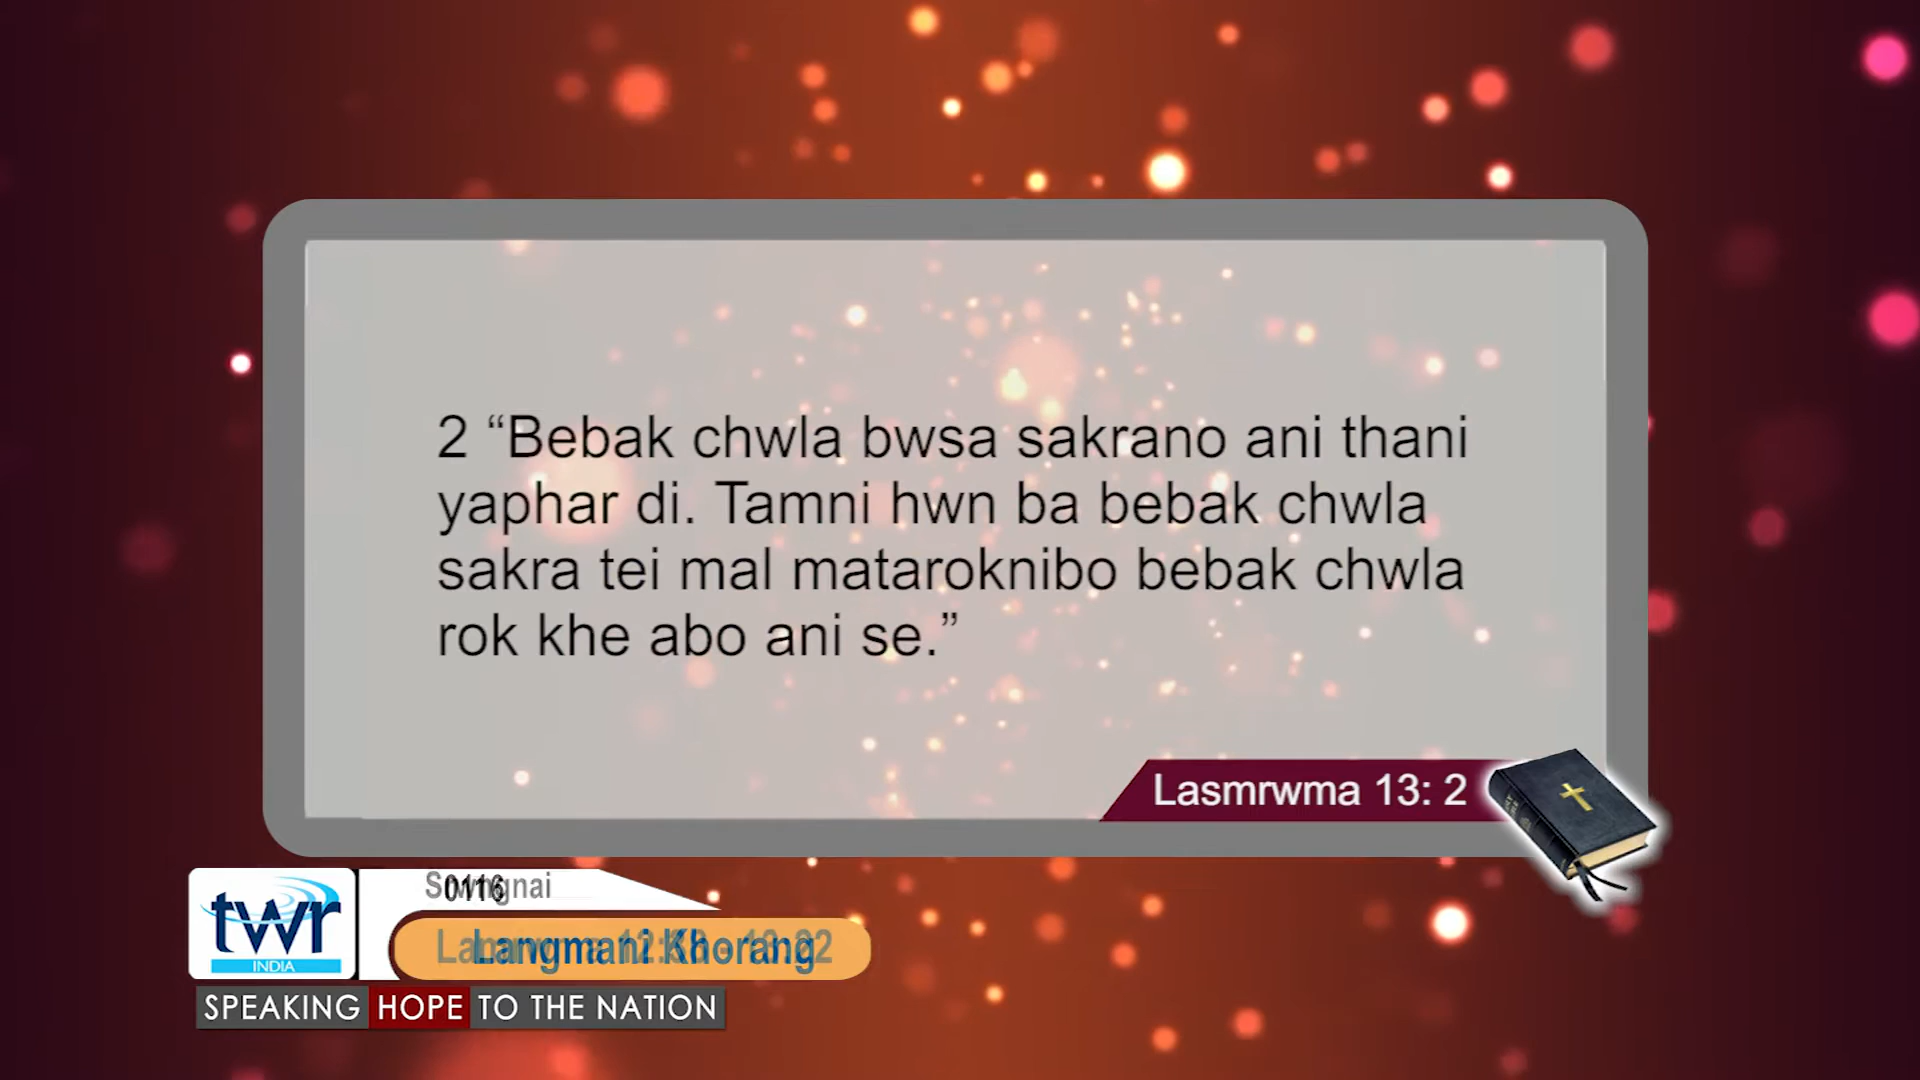 2 “Bebak chwla bwsa sakrano ani thani
yaphar di. Tamni hwn ba bebak chwla
sakra tei mal mataroknibo bebak chwla
rok khe abo ani se.”
Lasmrwma 13: 2
twr
INDIA
0116
Langmani Khorang
SPEAKING HOPE TO THE NATION